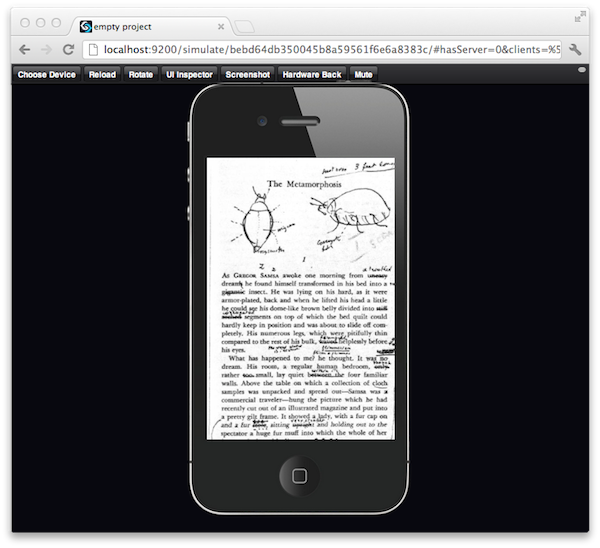 empty project
localhost:9200/simulate/bebd64db350045b8a59561f6e6a8383c/#hasServer=0&clients=%5
Choose Device Reload Rotate UI Inspector Screenshot Hardware Back Mute
The Metamorphosis
As Gregor Samsa awoke one morning from uneasy
dreams he found himself transformed in his bed into a
gigantic insect. He was lying on his hard, as it were
armor-plated, back and when he lifted his head a little
he could see his dome-like brown belly divided into stiff
arched segments on top of which the bed quilt could
hardly keep in position and was about to slide off com-
pletely. His numerous legs, which were pitifully thin
compared to the rest of his bulk, waved helplessly before
his eyes.
What has happened to me? he thought. It was no
dream. His room, a regular human bedroom, only
rather too small, lay quiet between the four familiar
walls. Above the table on which a collection of cloth
samples was unpacked and spread out—Samsa was a
commercial traveler—hung the picture which he had
recently cut out of an illustrated magazine and put into
a pretty gilt frame. It showed a lady, with a fur cap on
and a fur stole, sitting upright and holding out to the
spectator a huge fur muff into which the whole of her